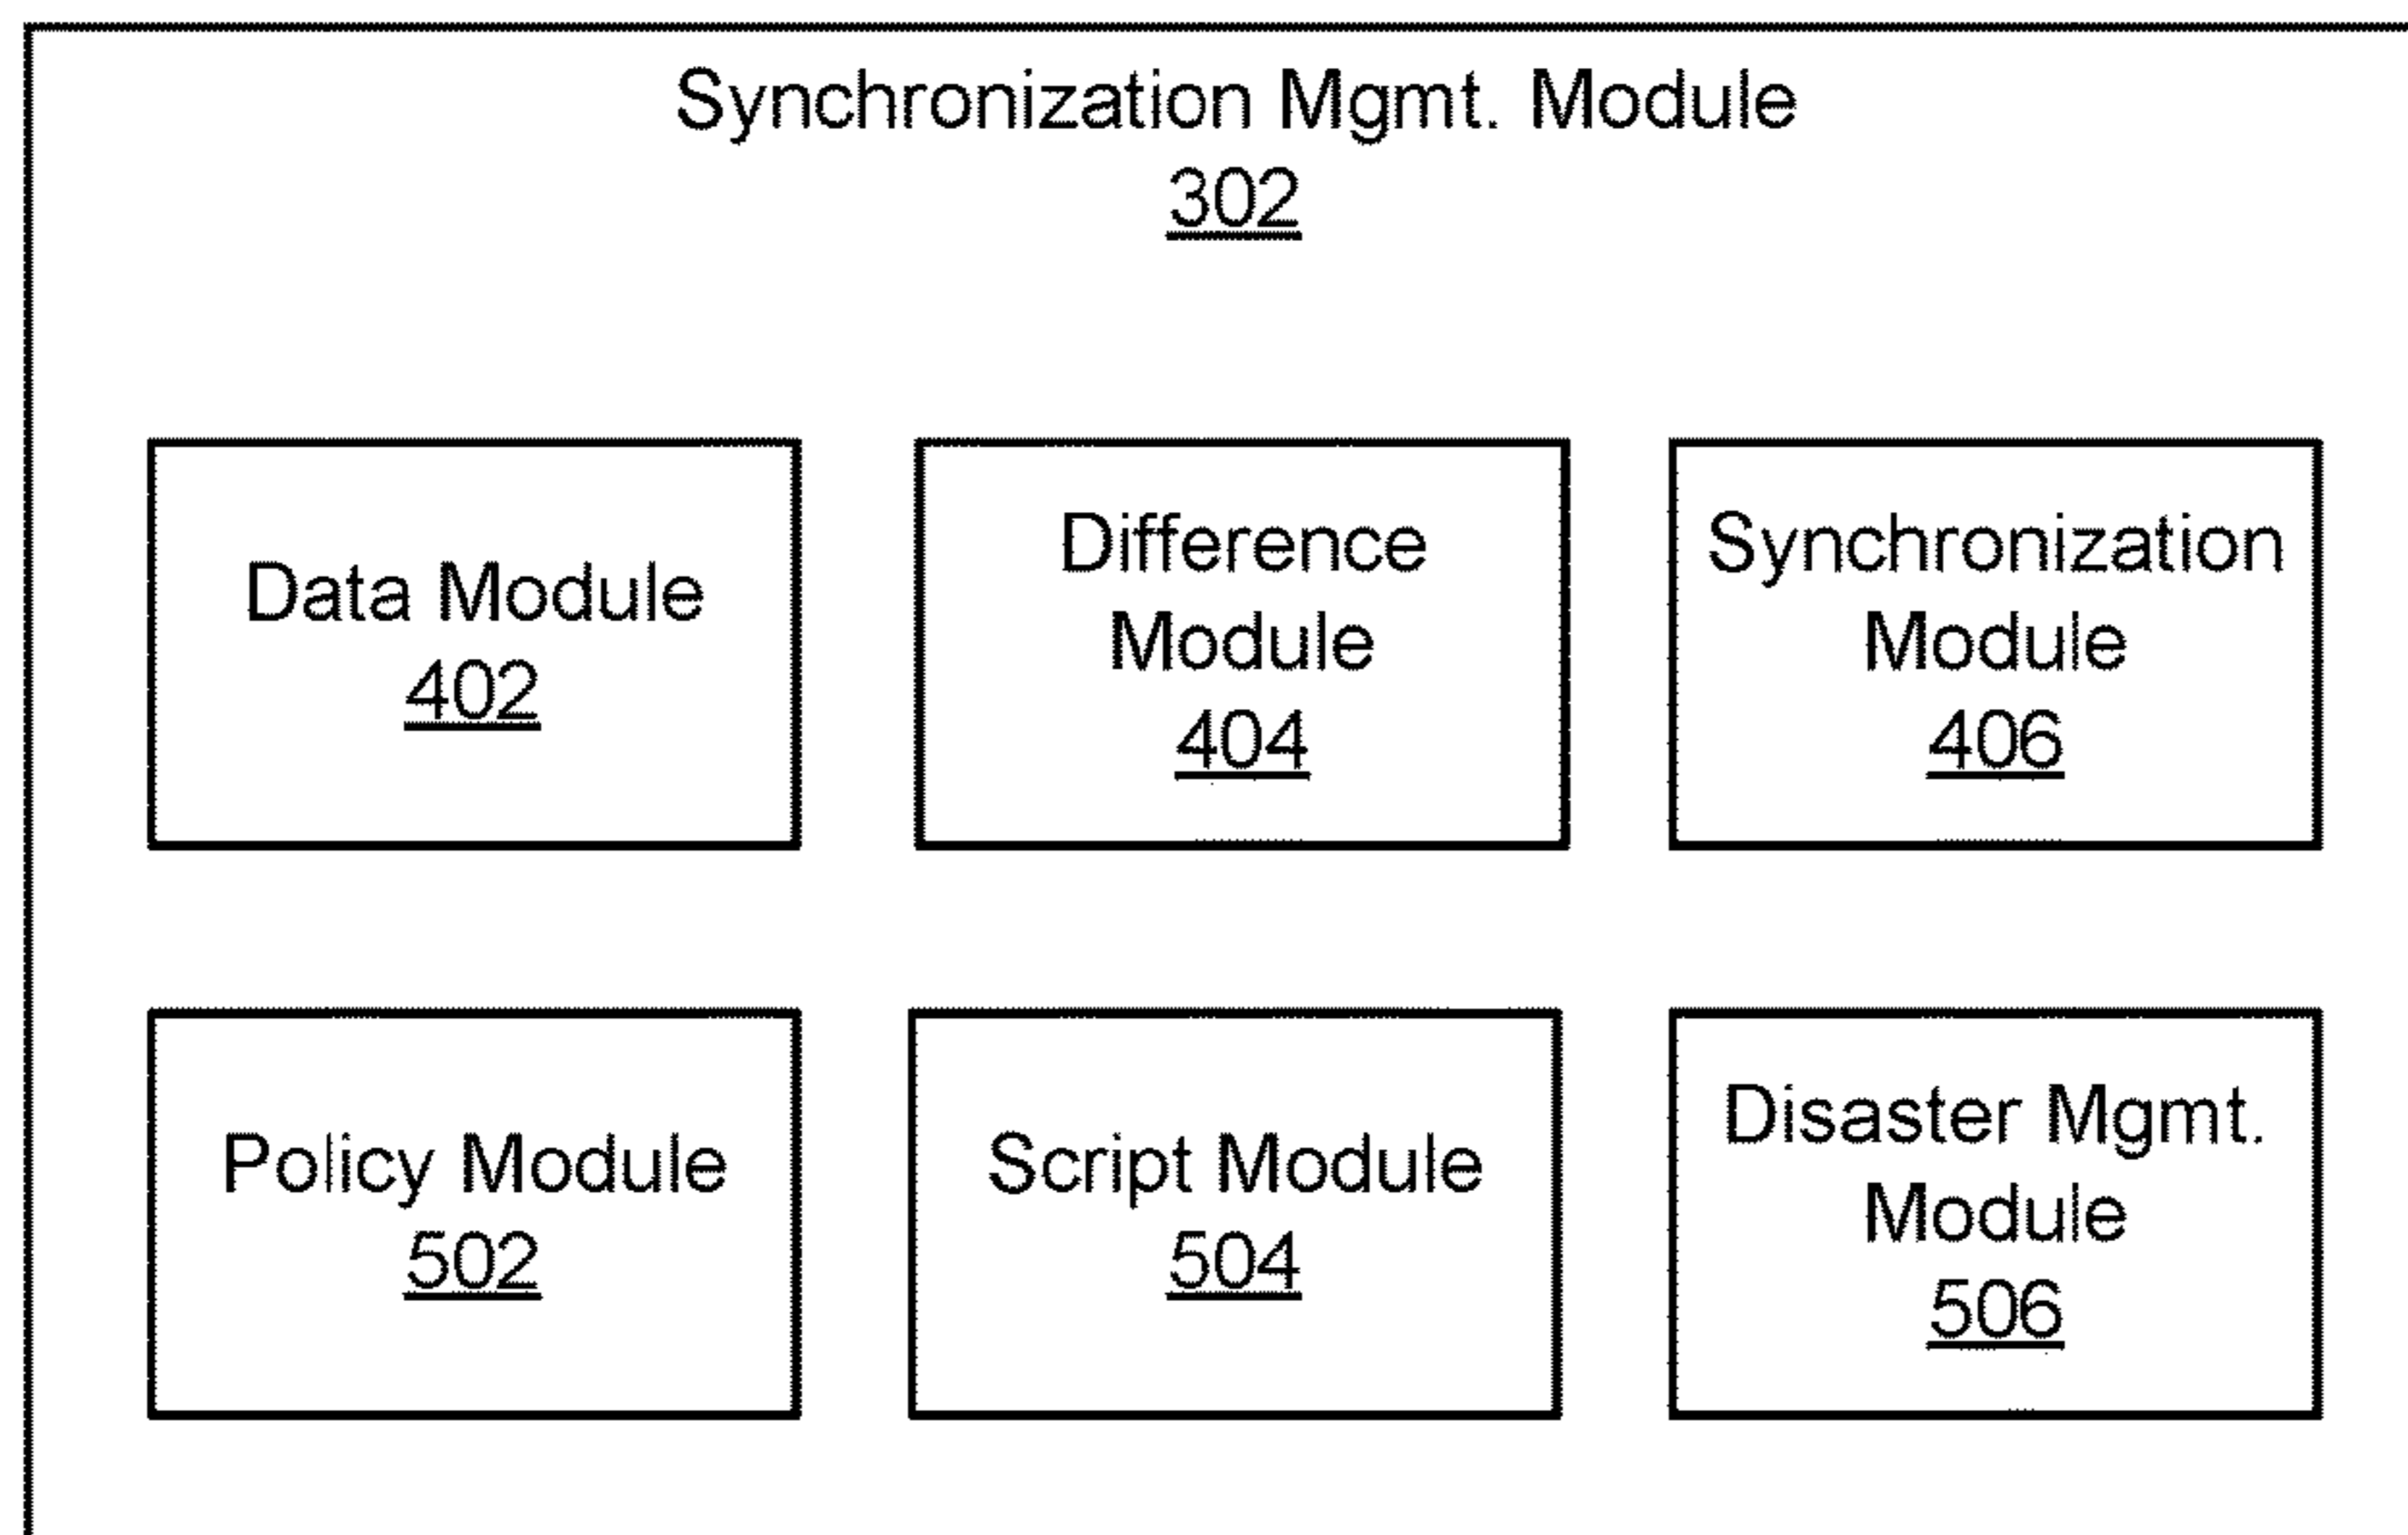 Synchronization Mgmt. Module
302
Data Module
402
Difference
Module
404
Synchronization
Module
406
Policy Module
502
Script Module
504
Disaster Mgmt.
Module
506